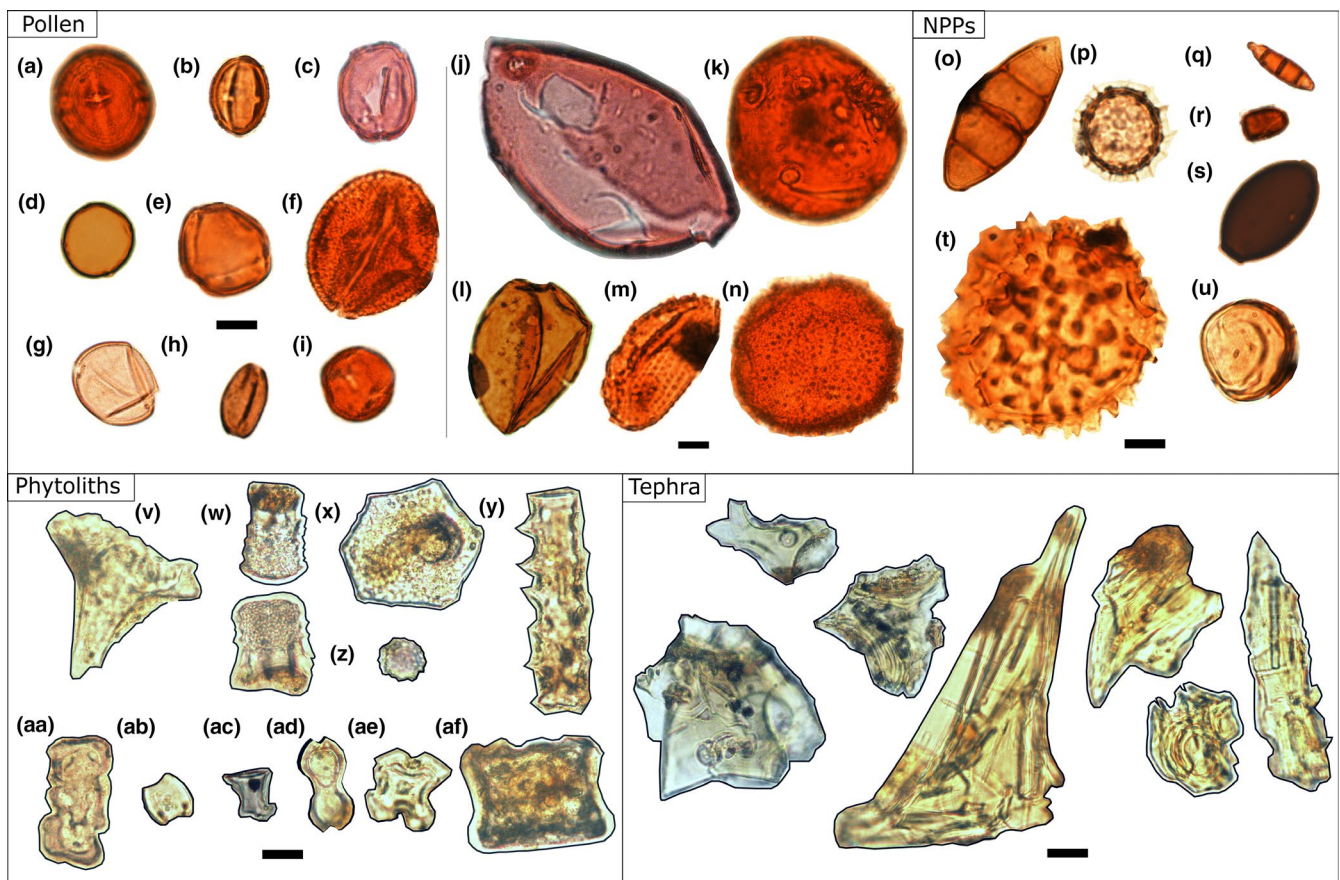 Pollen
(a) (b) (c)
(d) (e) (f)
(g) (h) (i)
(j) (k)
(l) (m) (n)
NPPs
(o) (p) (q)
(r)
(s)
(t)
(u)
Phytoliths
(v) (w) (x) (y)
(z)
(aa) (ab) (ac) (ad) (ae) (af)
Tephra